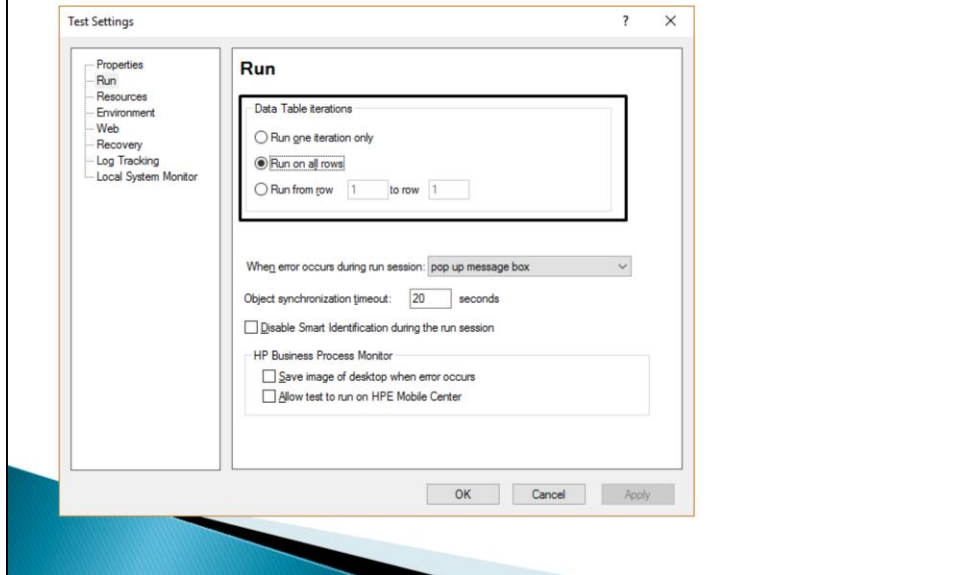 Test Settings
?
Properties
Run
Resources
Environment
Web
Recovery
Log Tracking
Local System Monitor
Run
Data Table iterations
Run one iteration only
Run on all rows
Run from row 1 to row 1
When error occurs during run session: pop up message box
Object synchronization timeout: 20 seconds
Disable Smart Identification during the run session
HP Business Process Monitor
Save image of desktop when error occurs
Allow test to run on HPE Mobile Center
OK Cancel Apply